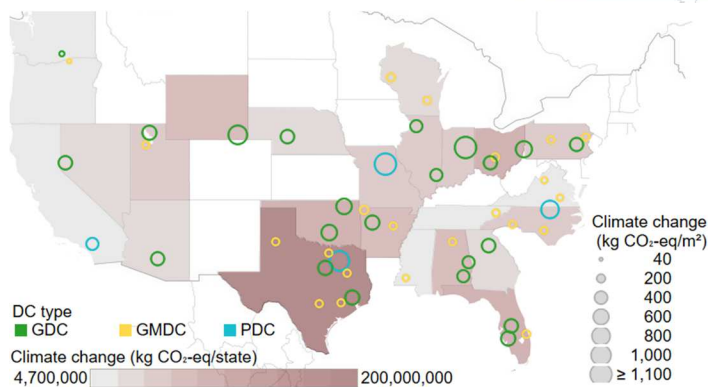 Climate change
(kg CO₂-eq/m²)
40
200
400
600
800
1,000
≥ 1,100
DC type
GDC GMDC PDC
Climate change (kg CO₂-eq/state)
4,700,000 200,000,000